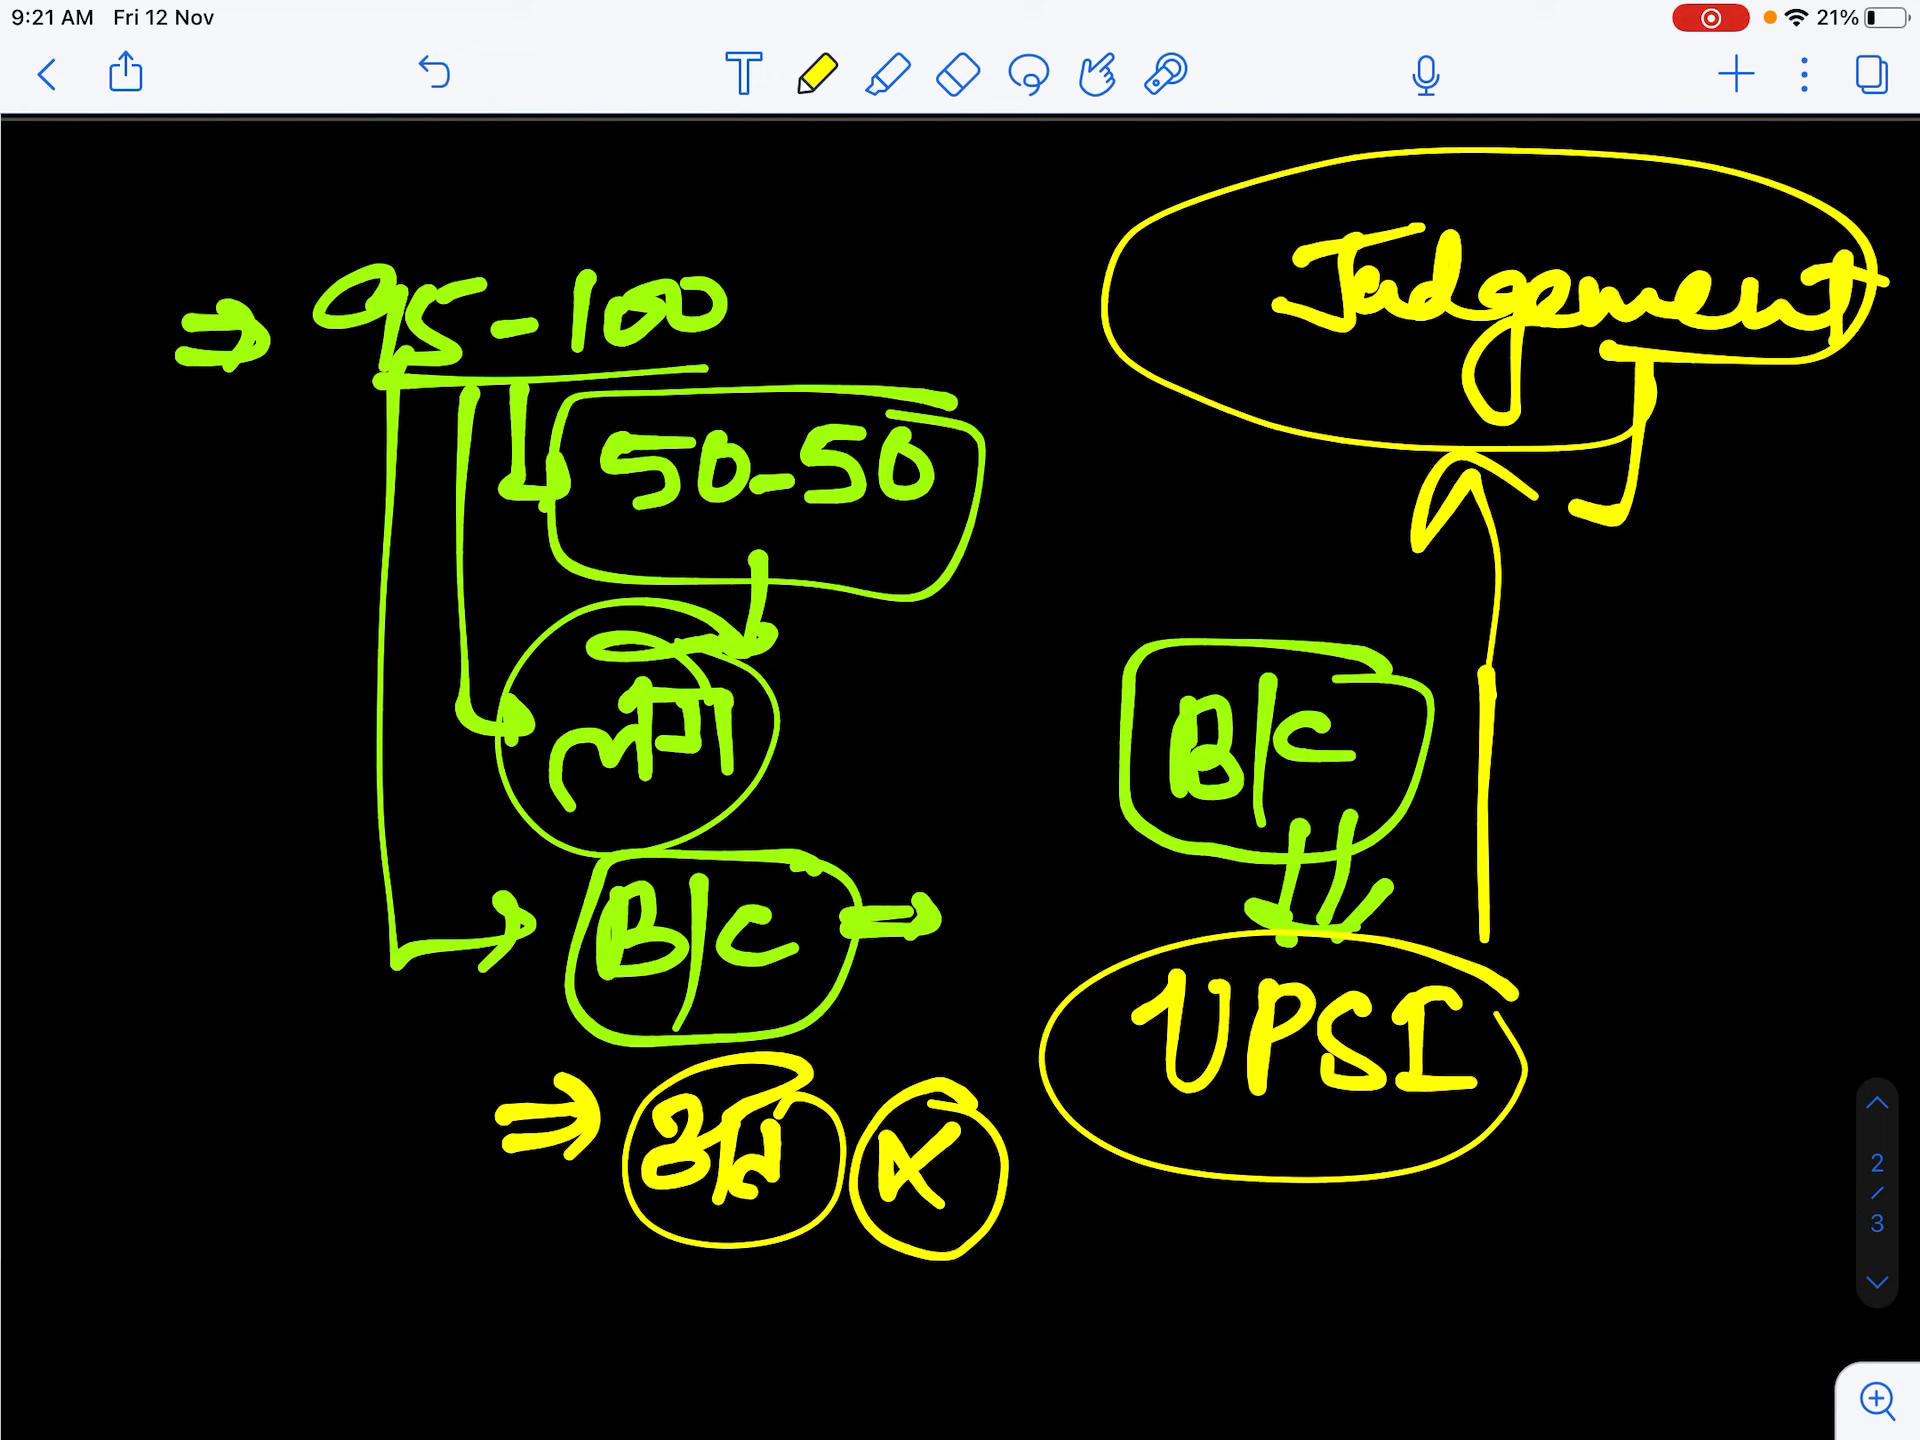 9:21 AM Fri 12 Nov
21%
Judgement
95-100
50-50
B/C
B/C
UPSI
K
2
/
3